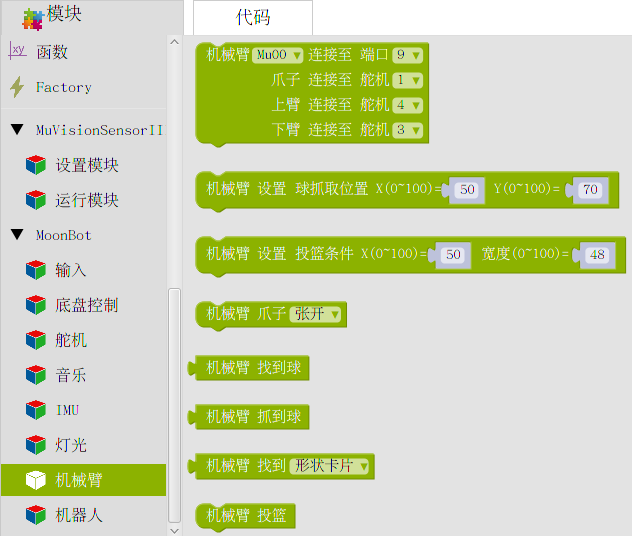 模块
代码
xy 函数
Factory
MuVisionSensorII
设置模块
运行模块
MoonBot
输入
底盘控制
舵机
音乐
IMU
灯光
机械臂
机器人
机械臂 MuOO 连接至 端口 9
爪子 连接至 舵机 1
上臂 连接至 舵机 4
下臂 连接至 舵机 3
机械臂 设置 球抓取位置 X(0~100)= 50 Y(0~100)= 70
机械臂 设置 投篮条件 X(0~100)= 50 宽度(0~100)= 48
机械臂 爪子 张开
机械臂 找到球
机械臂 抓到球
机械臂 找到 形状卡片
机械臂 投篮